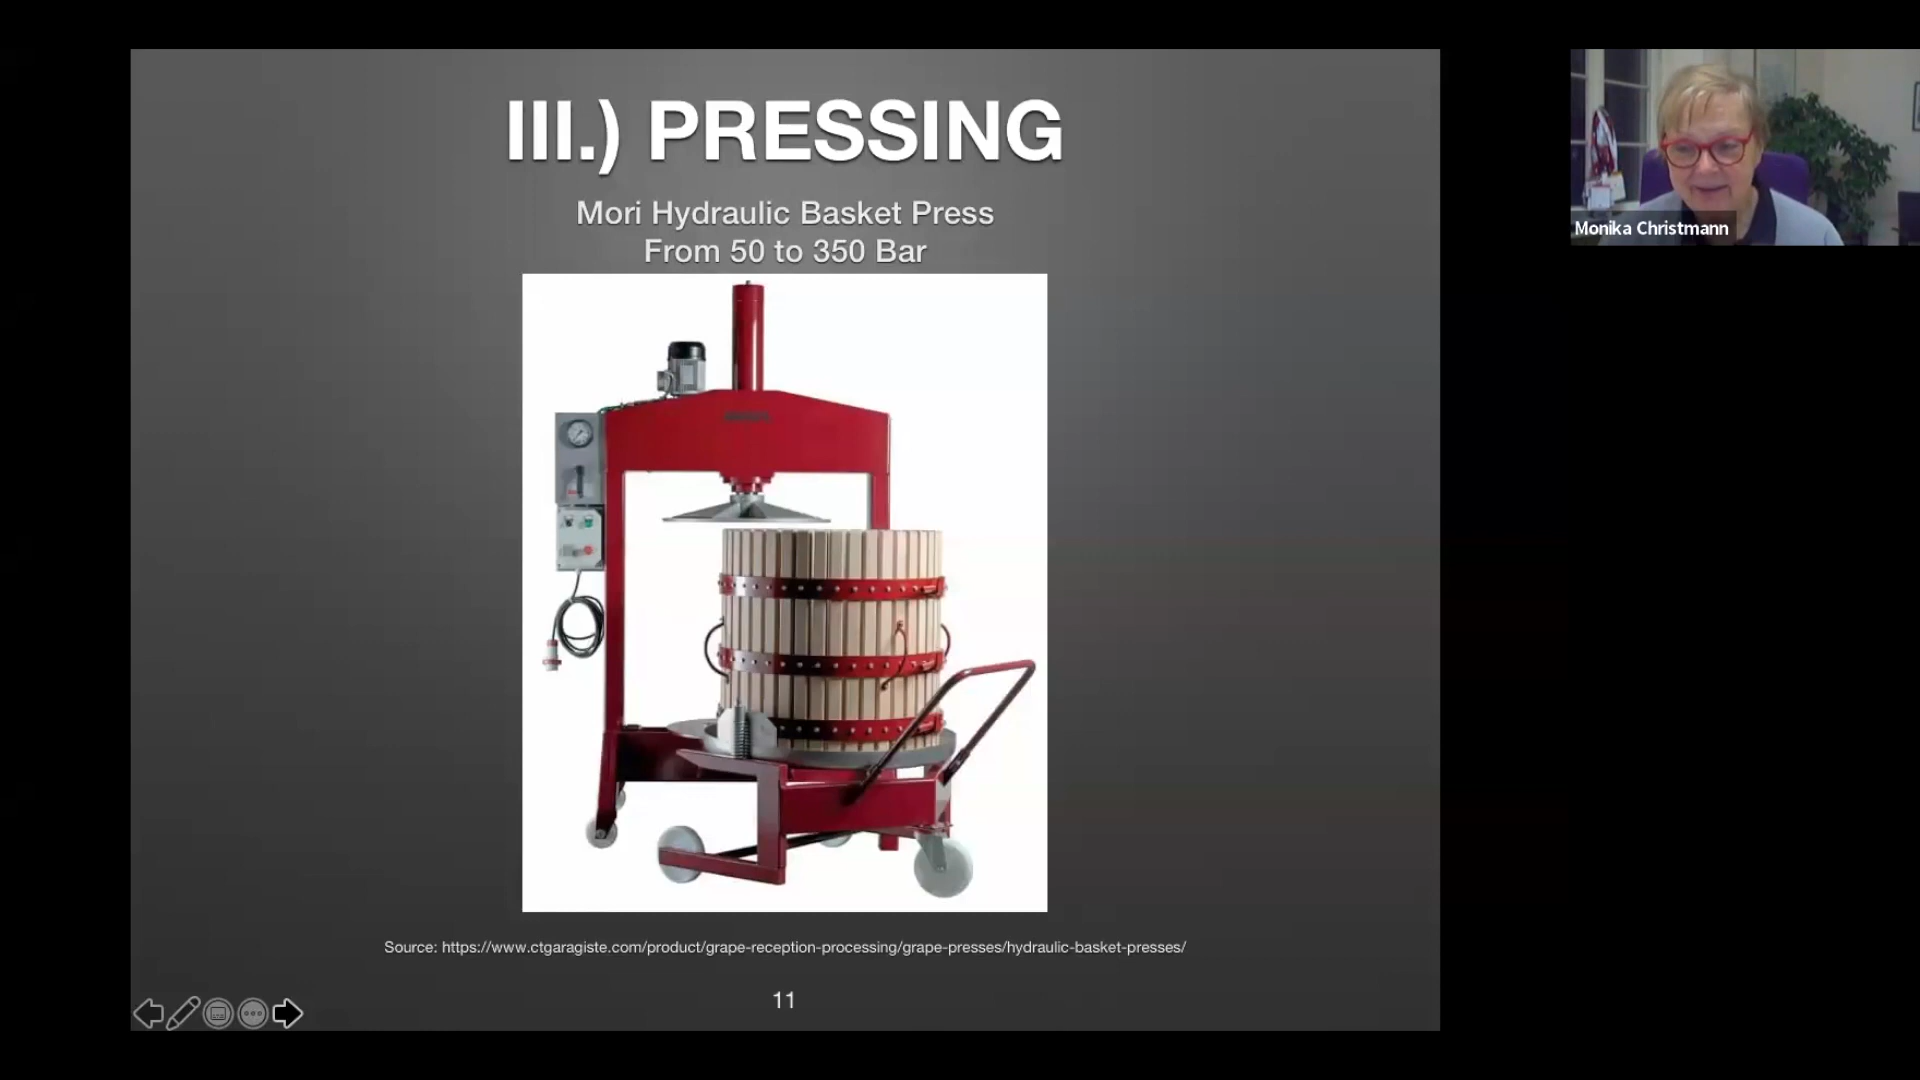 III.) PRESSING
Mori Hydraulic Basket Press
From 50 to 350 Bar
Monika Christmann
Source: https://www.ctgaragiste.com/product/grape-reception-processing/grape-presses/hydraulic-basket-presses/
11